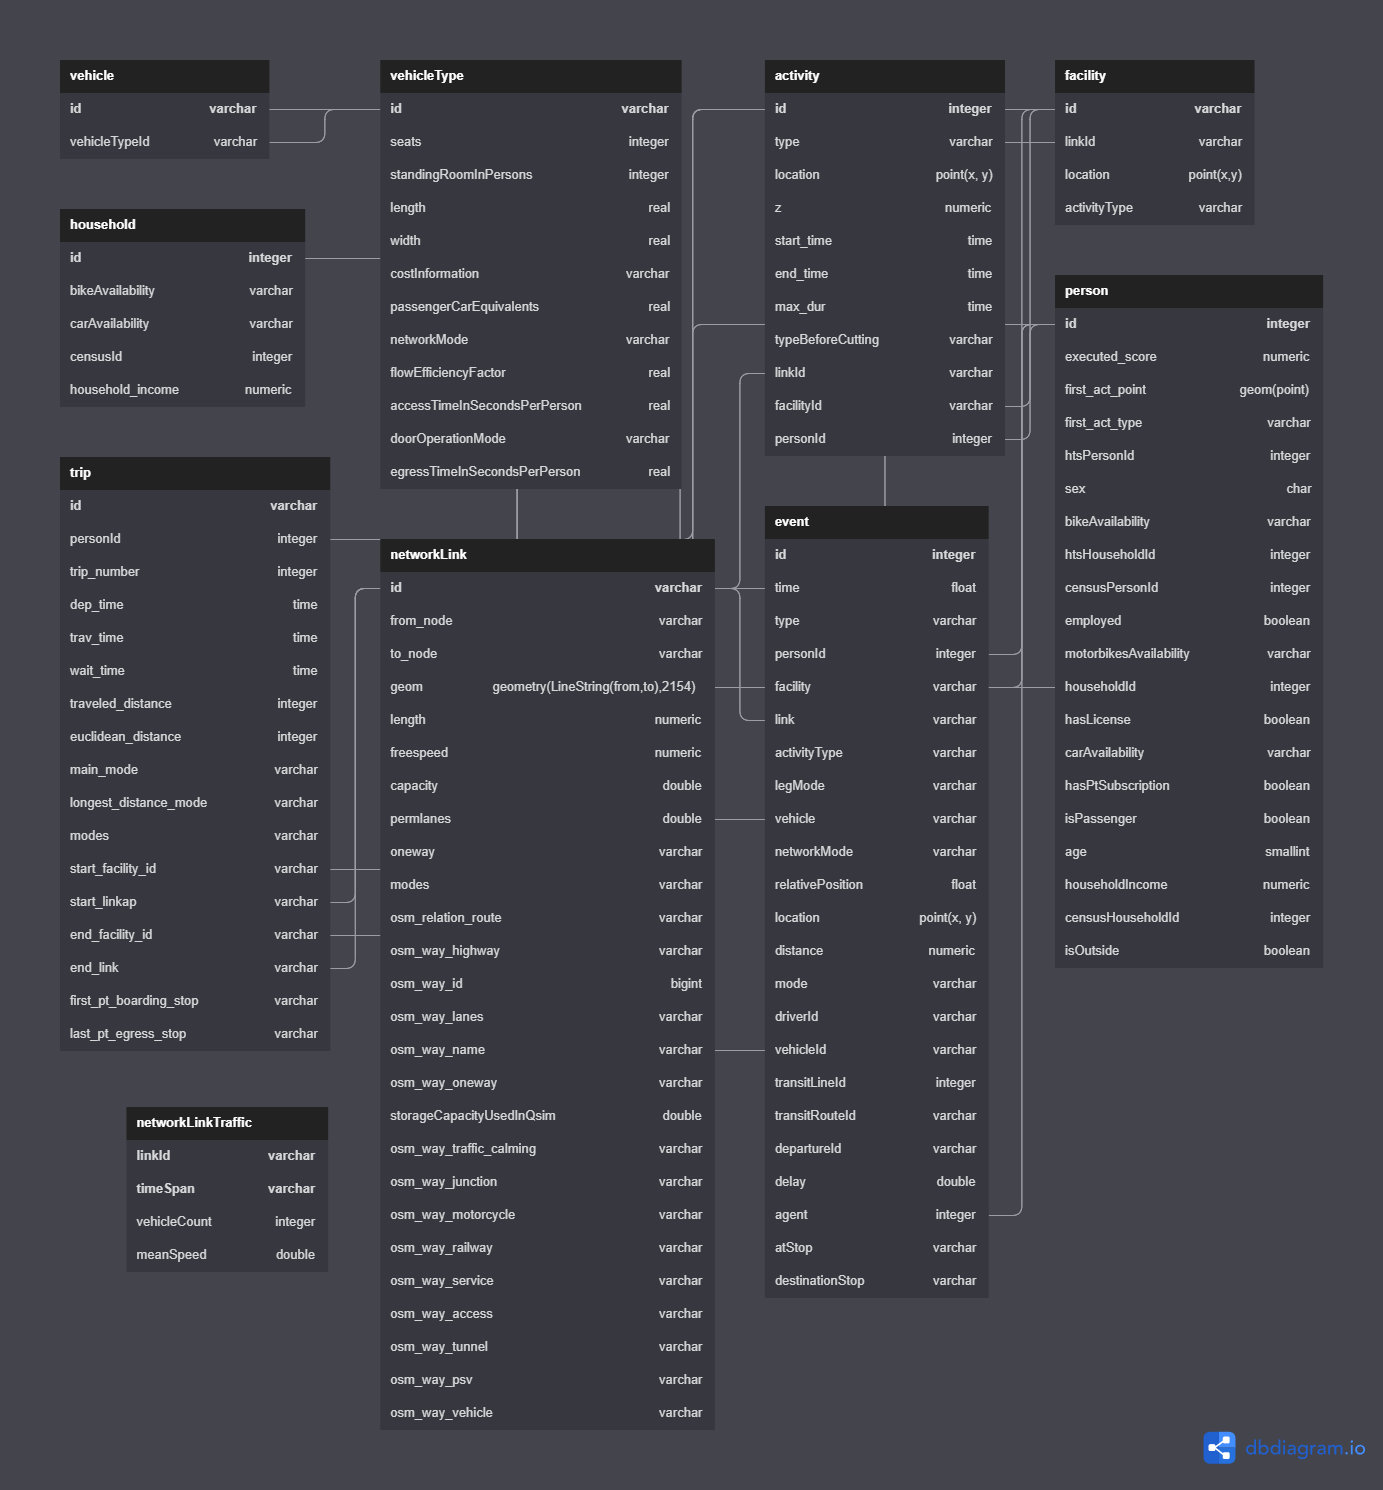 vehicle
id varchar
vehicleTypeId varchar
household
id integer
bikeAvailability varchar
carAvailability varchar
censusId integer
household_income numeric
trip
id varchar
personId integer
trip_number integer
dep_time time
trav_time time
wait_time time
traveled_distance integer
euclidean_distance integer
main_mode varchar
longest_distance_mode varchar
modes varchar
start_facility_id varchar
start_linkap varchar
end_facility_id varchar
end_link varchar
first_pt_boarding_stop varchar
last_pt_egress_stop varchar
networkLinkTraffic
linkId varchar
timeSpan varchar
vehicleCount integer
meanSpeed double
vehicleType
id varchar
seats integer
standingRoomInPersons integer
length real
width real
costInformation varchar
passengerCarEquivalents real
networkMode varchar
flowEfficiencyFactor real
accessTimeInSecondsPerPerson real
doorOperationMode varchar
egressTimeInSecondsPerPerson real
networkLink
id varchar
from_node varchar
to_node varchar
geom geometry(LineString(from,to),2154)
length numeric
freespeed numeric
capacity double
permlanes double
oneway varchar
modes varchar
osm_relation_route varchar
osm_way_highway varchar
osm_way_id bigint
osm_way_lanes varchar
osm_way_name varchar
osm_way_oneway varchar
storageCapacityUsedInQsim double
osm_way_traffic_calming varchar
osm_way_junction varchar
osm_way_motorcycle varchar
osm_way_railway varchar
osm_way_service varchar
osm_way_access varchar
osm_way_tunnel varchar
osm_way_psv varchar
osm_way_vehicle varchar
activity
id integer
type varchar
location point(x, y)
z numeric
start_time time
end_time time
max_dur time
typeBeforeCutting varchar
linkId varchar
facilityId varchar
personId integer
event
id integer
time float
type varchar
personId integer
facility varchar
link varchar
activityType varchar
legMode varchar
vehicle varchar
networkMode varchar
relativePosition float
location point(x, y)
distance numeric
mode varchar
driverId varchar
vehicleId varchar
transitLineId integer
transitRouteId varchar
departureId varchar
delay double
agent integer
atStop varchar
destinationStop varchar
facility
id varchar
linkId varchar
location point(x,y)
activityType varchar
person
id integer
executed_score numeric
first_act_point geom(point)
first_act_type varchar
htsPersonId integer
sex char
bikeAvailability varchar
htsHouseholdId integer
censusPersonId integer
employed boolean
motorbikesAvailability varchar
householdId integer
hasLicense boolean
carAvailability varchar
hasPtSubscription boolean
isPassenger boolean
age smallint
householdIncome numeric
censusHouseholdId integer
isOutside boolean
dbdiagram.io